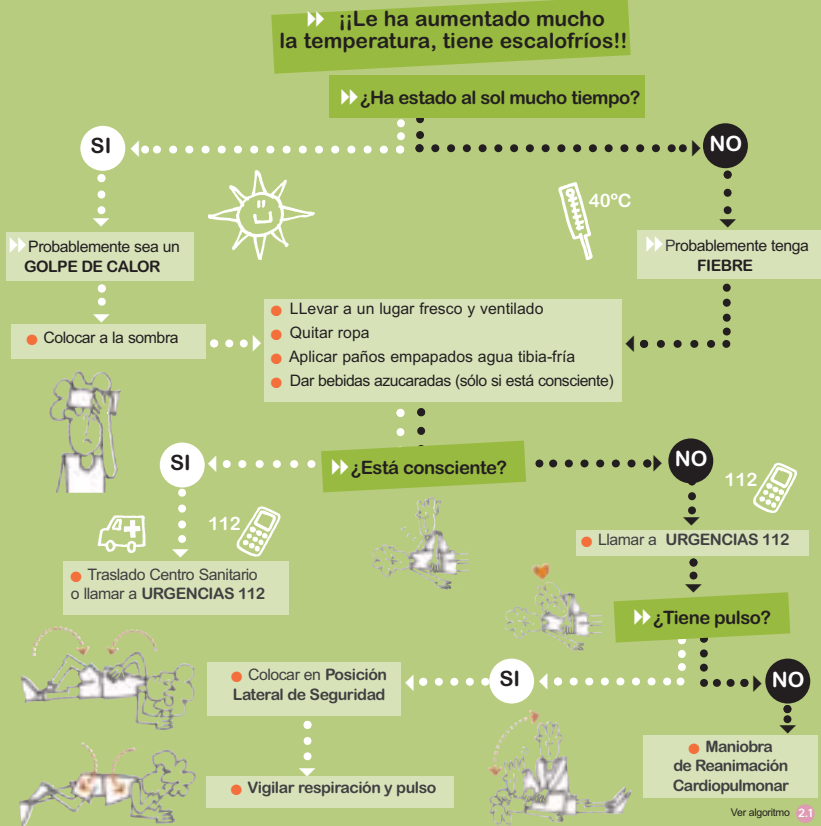 ¡¡Le ha aumentado mucho
la temperatura, tiene escalofríos!!
¿Ha estado al sol mucho tiempo?
SI
NO
40ºC
Probablemente sea un
GOLPE DE CALOR
Probablemente tenga
FIEBRE
Colocar a la sombra
LLevar a un lugar fresco y ventilado
Quitar ropa
Aplicar paños empapados agua tibia-fría
Dar bebidas azucaradas (sólo si está consciente)
¿Está consciente?
SI
NO
112
112
Traslado Centro Sanitario
o llamar a URGENCIAS 112
Llamar a URGENCIAS 112
¿Tiene pulso?
SI
NO
Colocar en Posición
Lateral de Seguridad
Vigilar respiración y pulso
Maniobra
de Reanimación
Cardiopulmonar
Ver algoritmo 2.1